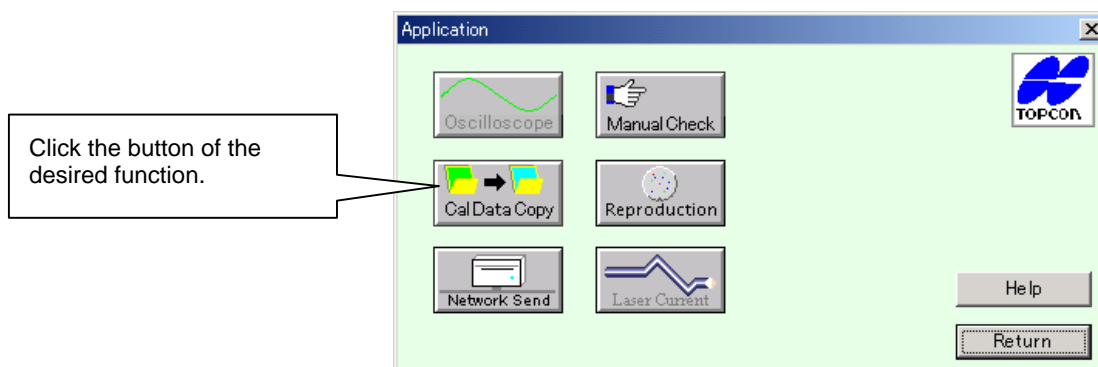 Application
Click the button of the
desired function.
Oscilloscope
Manual Check
TOPCON
Cal Data Copy
Reproduction
Network Send
Laser Current
Help
Return